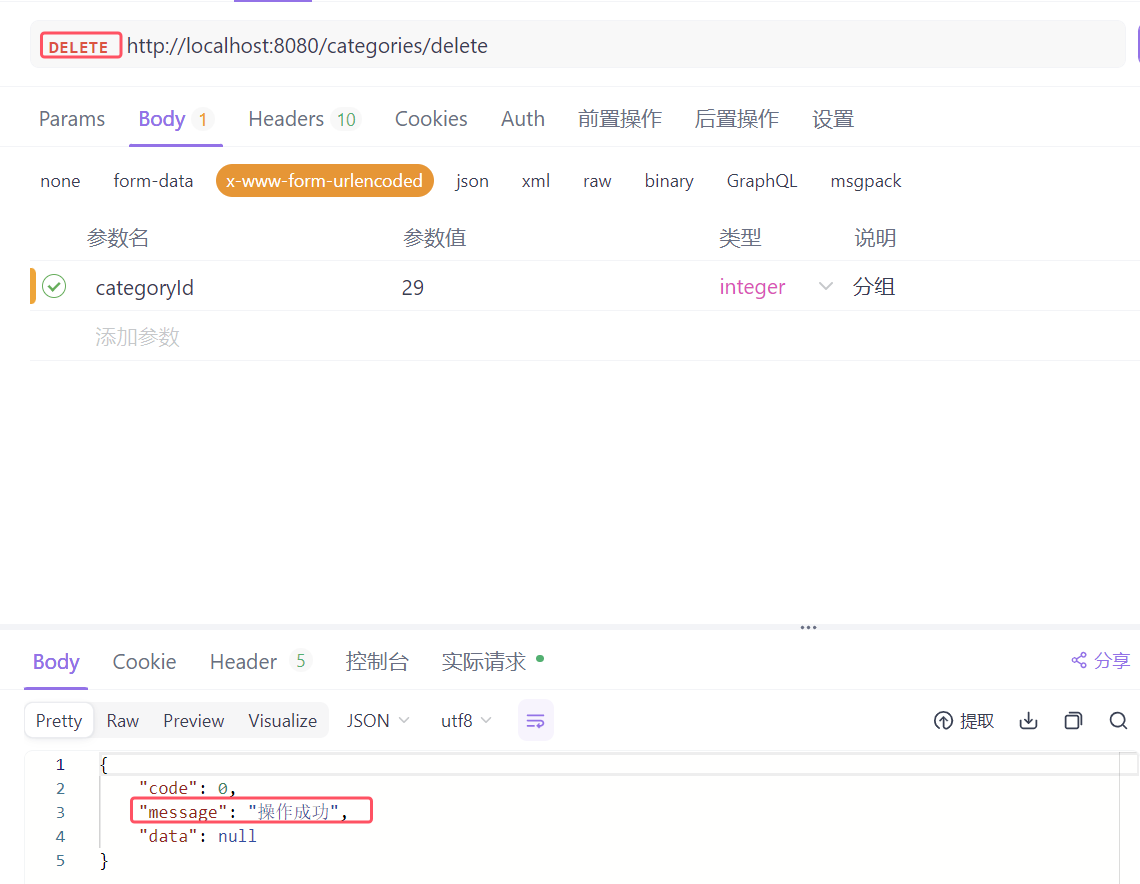 DELETE http://localhost:8080/categories/delete
Params Body 1 Headers 10 Cookies Auth 前置操作 后置操作 设置
none form-data x-www-form-urlencoded json xml raw binary GraphQL msgpack
参数名 参数值 类型 说明
categoryId 29 integer 分组
添加参数
Body Cookie Header 5 控制台 实际请求 分享
Pretty Raw Preview Visualize JSON utf8 提取
1 {
2 "code": 0,
3 "message": "操作成功",
4 "data": null
5 }